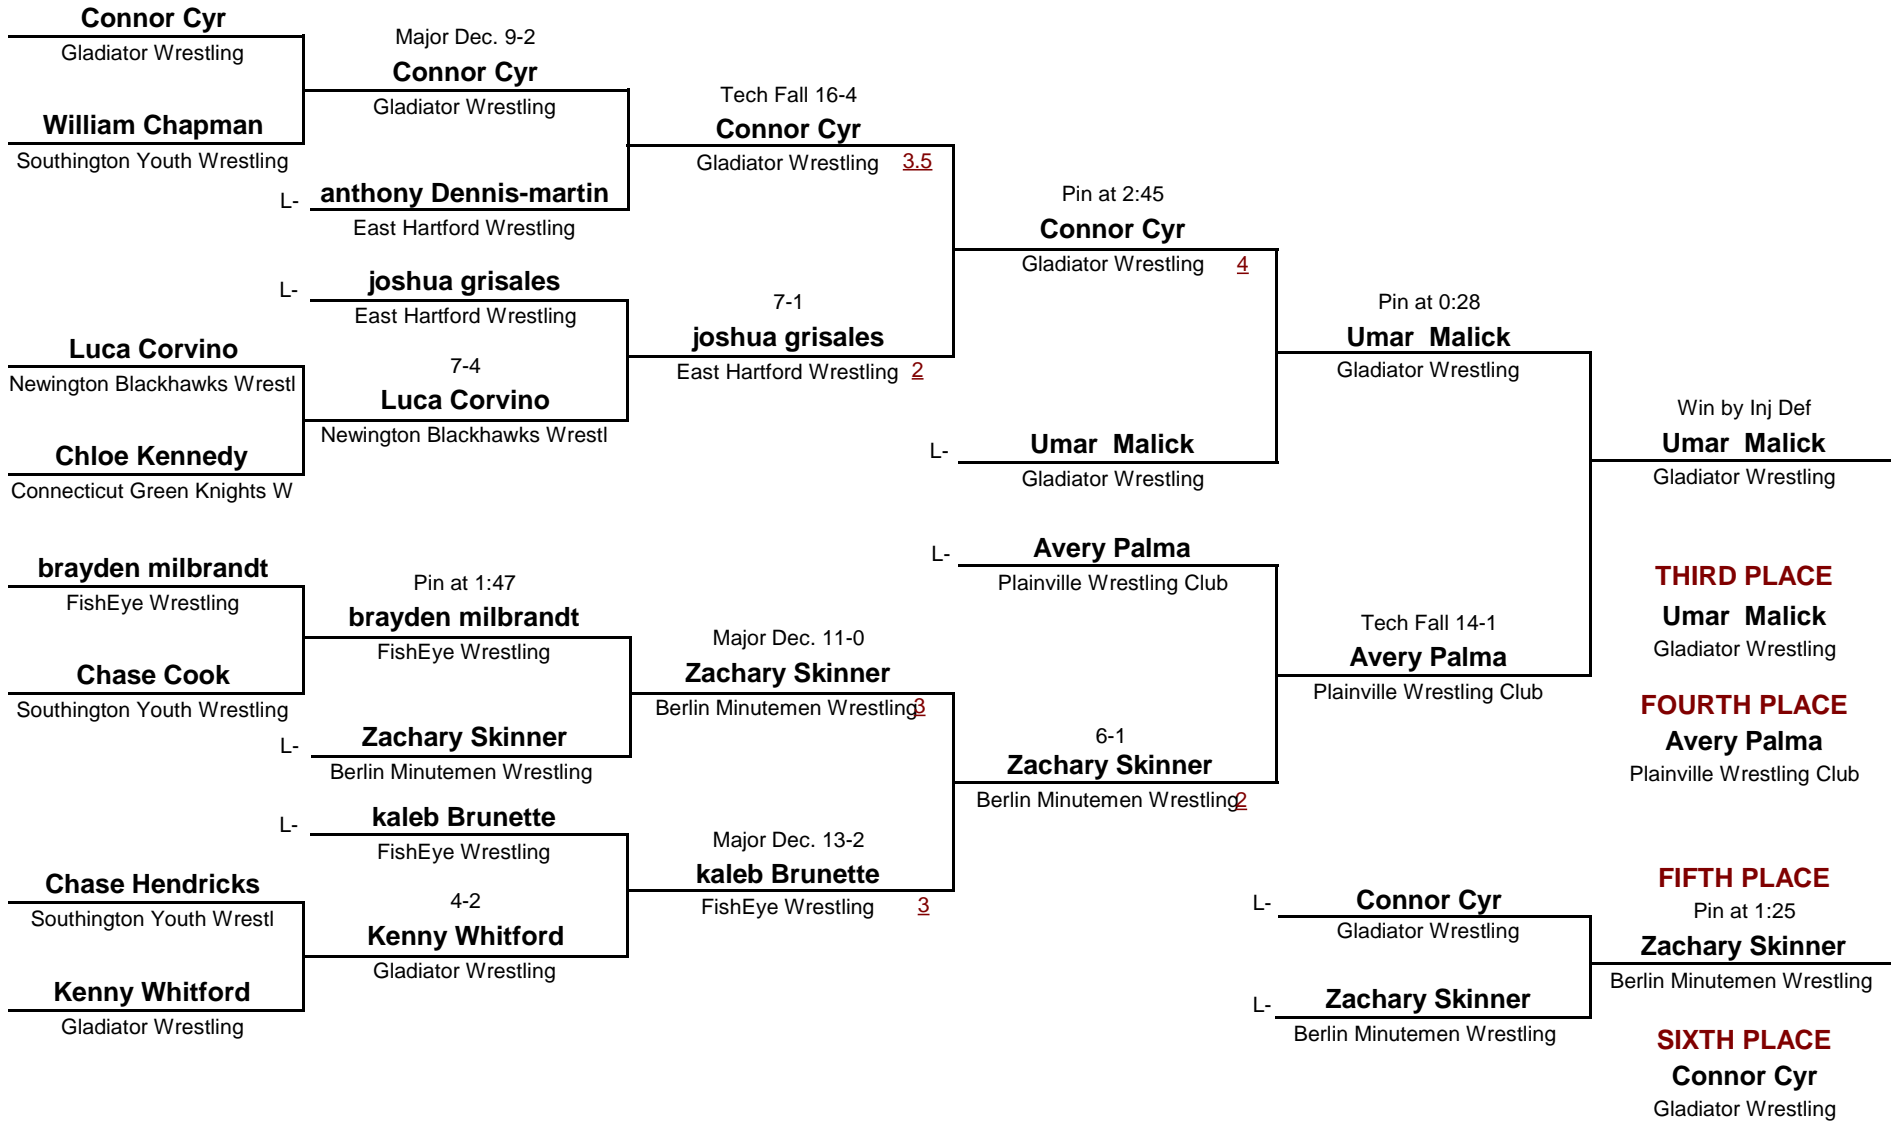 Connor Cyr
Gladiator Wrestling
William Chapman
Southington Youth Wrestling
Major Dec. 9-2
Connor Cyr
Gladiator Wrestling
L- anthony Dennis-martin
East Hartford Wrestling
L- joshua grisales
East Hartford Wrestling
Luca Corvino
Newington Blackhawks Wrestl
Chloe Kennedy
Connecticut Green Knights W
7-4
Luca Corvino
Newington Blackhawks Wrestl
Tech Fall 16-4
Connor Cyr
Gladiator Wrestling 3.5
7-1
joshua grisales
East Hartford Wrestling 2
Pin at 2:45
Connor Cyr
Gladiator Wrestling 4
L- Umar Malick
Gladiator Wrestling
Pin at 0:28
Umar Malick
Gladiator Wrestling
Win by Inj Def
Umar Malick
Gladiator Wrestling
brayden milbrandt
FishEye Wrestling
Chase Cook
Southington Youth Wrestling
Pin at 1:47
brayden milbrandt
FishEye Wrestling
L- Zachary Skinner
Berlin Minutemen Wrestling
L- kaleb Brunette
FishEye Wrestling
Chase Hendricks
Southington Youth Wrestl
Kenny Whitford
Gladiator Wrestling
4-2
Kenny Whitford
Gladiator Wrestling
Major Dec. 11-0
Zachary Skinner
Berlin Minutemen Wrestling 3
Major Dec. 13-2
kaleb Brunette
FishEye Wrestling 3
L- Avery Palma
Plainville Wrestling Club
6-1
Zachary Skinner
Berlin Minutemen Wrestling 2
Tech Fall 14-1
Avery Palma
Plainville Wrestling Club
THIRD PLACE
Umar Malick
Gladiator Wrestling
FOURTH PLACE
Avery Palma
Plainville Wrestling Club
L- Connor Cyr
Gladiator Wrestling
L- Zachary Skinner
Berlin Minutemen Wrestling
FIFTH PLACE
Pin at 1:25
Zachary Skinner
Berlin Minutemen Wrestling
SIXTH PLACE
Connor Cyr
Gladiator Wrestling